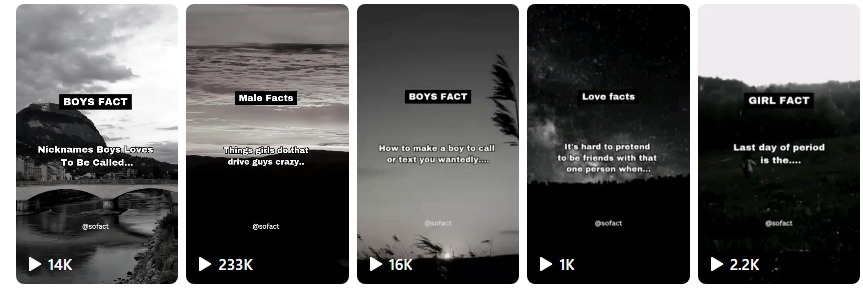 BOYS FACT
Nicknames Boys Loves
To Be Called...
@sofact
14K
Male Facts
Things girls do that
drive guys crazy..
@sofact
233K
BOYS FACT
How to make a boy to call
or text you wantedly....
@sofact
16K
Love facts
It's hard to pretend
to be friends with that
one person when...
@sofact
1K
GIRL FACT
Last day of period
is the....
@sofact
2.2K